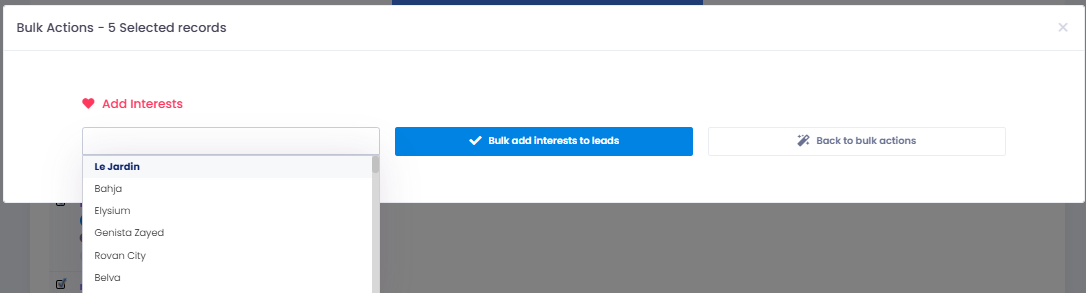 Bulk Actions - 5 Selected records
Add Interests
Bulk add interests to leads
Back to bulk actions
Le Jardin
Bahja
Elysium
Genista Zayed
Rovan City
Belva